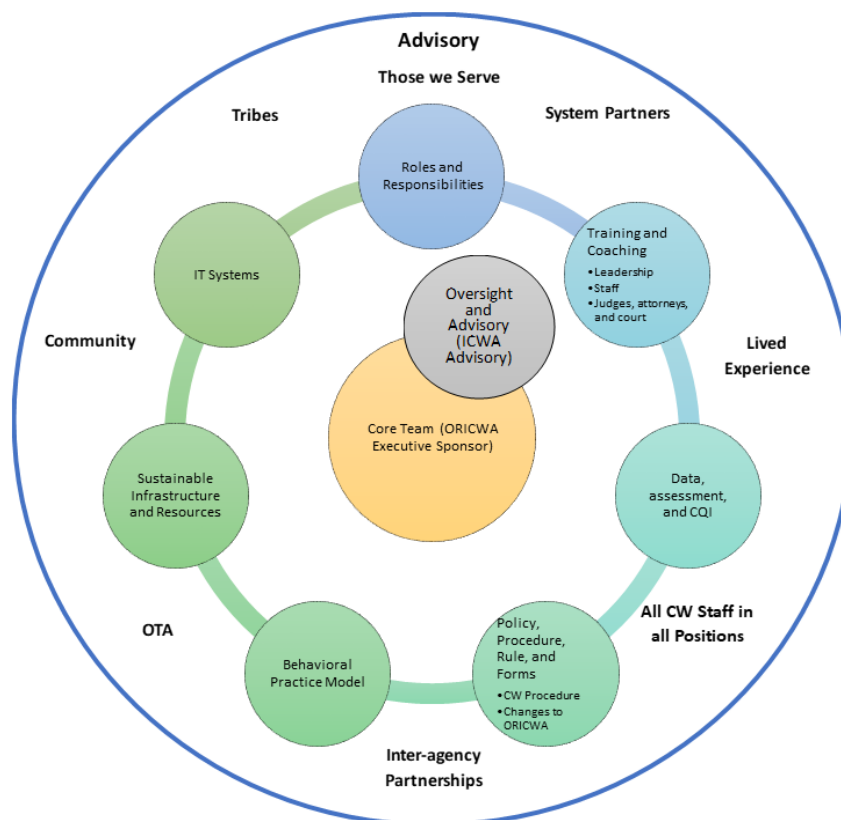 Advisory
Those we Serve
Tribes
System Partners
Roles and
Responsibilities
Training and
Coaching
•Leadership
•Staff
•Judges, attorneys,
and court
IT Systems
Oversight
and
Advisory
(ICWA
Advisory)
Community
Lived
Experience
Core Team (ORICWA
Executive Sponsor)
Sustainable
Infrastructure
and Resources
Data,
assessment,
and CQI
OTA
All CW Staff in
all Positions
Policy,
Procedure,
Rule, and
Forms
•CW Procedure
•Changes to
ORICWA
Behavioral
Practice Model
Inter-agency
Partnerships